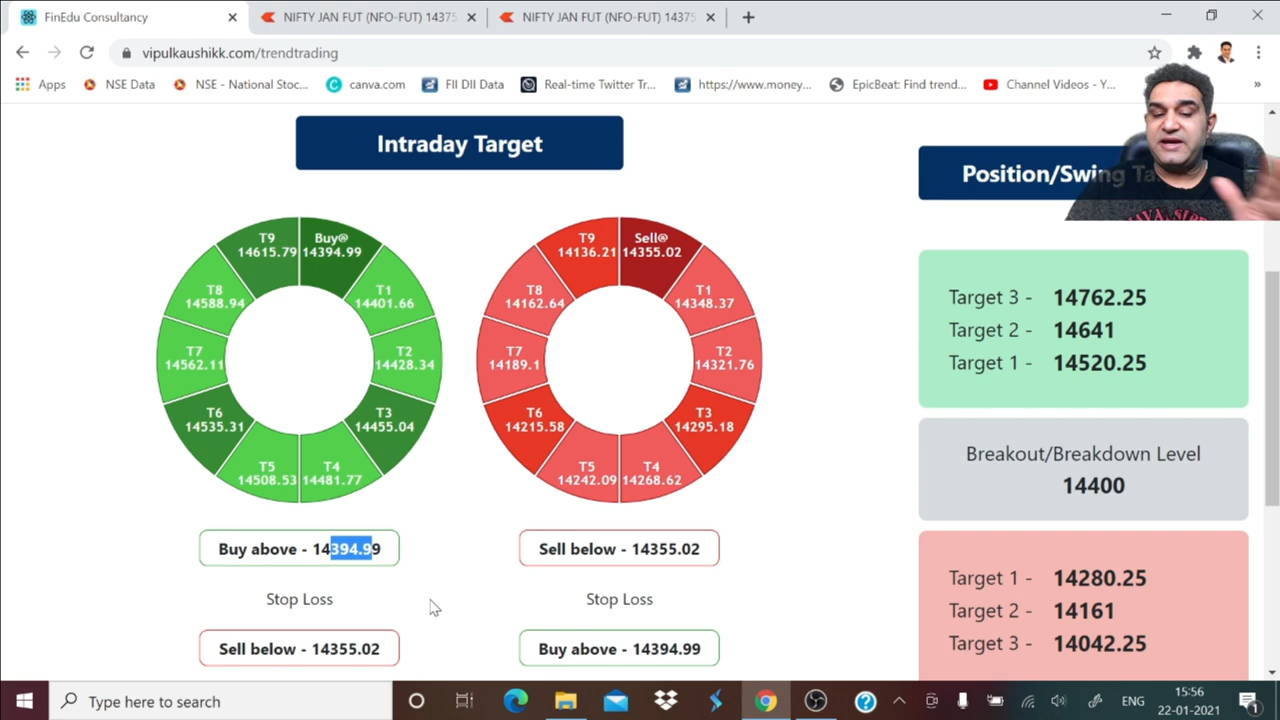 FinEdu Consultancy
NIFTY JAN FUT (NFO-FUT) 14375
NIFTY JAN FUT (NFO-FUT) 14375
vipulkaushikk.com/trendtrading
Apps
NSE Data
NSE - National Stoc...
canva.com
FII DII Data
Real-time Twitter Tr...
https://www.money...
EpicBeat: Find trend...
Channel Videos - Y...
»
Intraday Target
Position/Swing Ta
T9
14615.79
Buy@
14394.99
T1
14401.66
T2
14428.34
T3
14455.04
T4
14481.77
T5
14508.53
T6
14535.31
T7
14562.11
T8
14588.94
T9
14136.21
Sell@
14355.02
T1
14348.37
T2
14321.76
T3
14295.18
T4
14268.62
T5
14242.09
T6
14215.58
T7
14189.1
T8
14162.64
Buy above - 14394.99
Stop Loss
Sell below - 14355.02
Sell below - 14355.02
Stop Loss
Buy above - 14394.99
Target 3 - 14762.25
Target 2 - 14641
Target 1 - 14520.25
Breakout/Breakdown Level
14400
Target 1 - 14280.25
Target 2 - 14161
Target 3 - 14042.25
Type here to search
ENG
15:56
22-01-2021
1